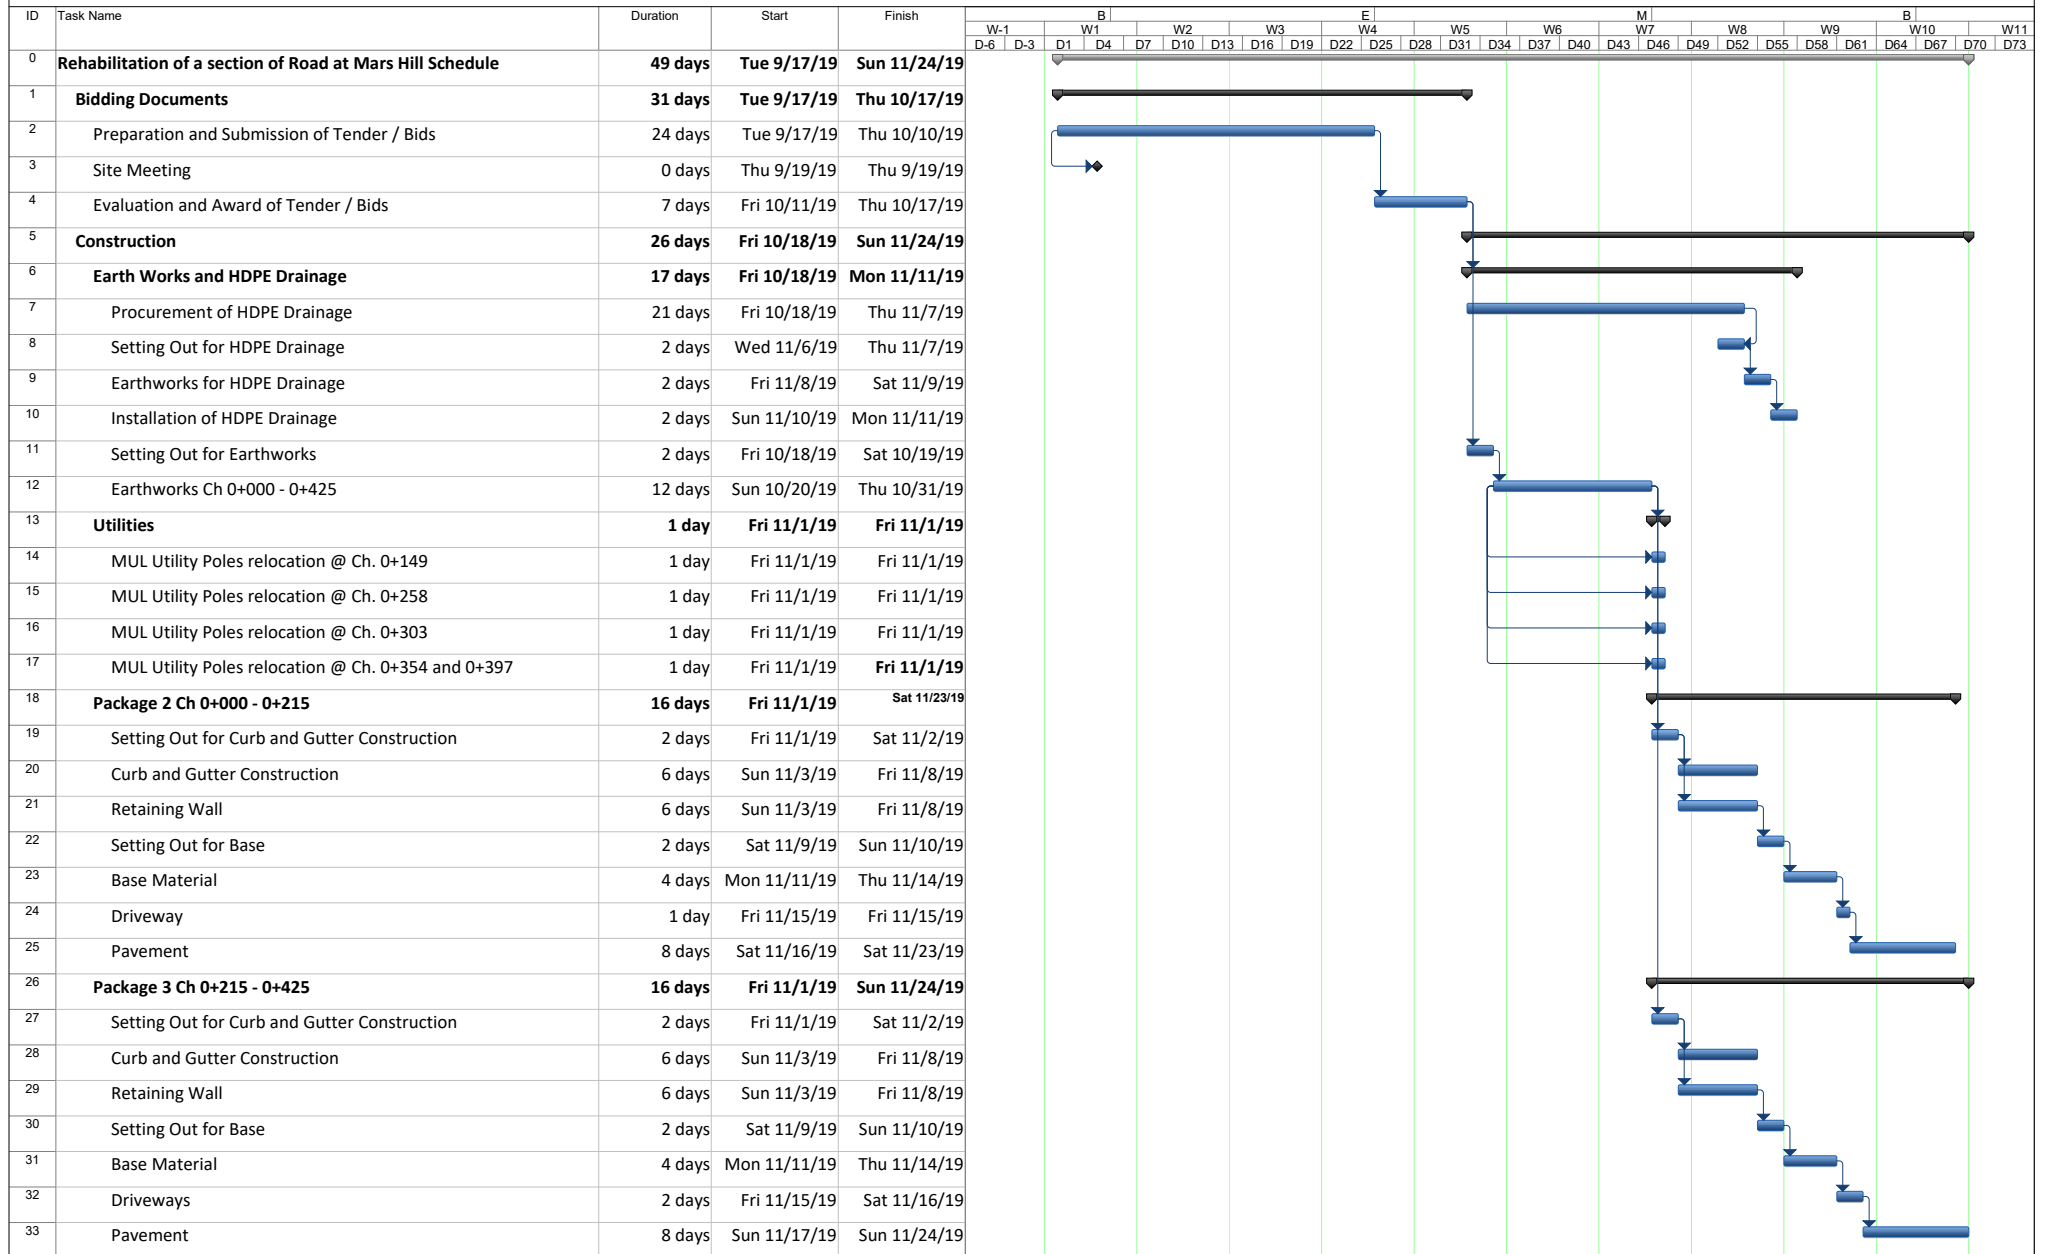 ID Task Name Duration Start Finish B E M B
W-1 W1 W2 W3 W4 W5 W6 W7 W8 W9 W10 W11
D-6 D-3 D1 D4 D7 D10 D13 D16 D19 D22 D25 D28 D31 D34 D37 D40 D43 D46 D49 D52 D55 D58 D61 D64 D67 D70 D73
0 Rehabilitation of a section of Road at Mars Hill Schedule 49 days Tue 9/17/19 Sun 11/24/19
1 Bidding Documents 31 days Tue 9/17/19 Thu 10/17/19
2 Preparation and Submission of Tender / Bids 24 days Tue 9/17/19 Thu 10/10/19
3 Site Meeting 0 days Thu 9/19/19 Thu 9/19/19
4 Evaluation and Award of Tender / Bids 7 days Fri 10/11/19 Thu 10/17/19
5 Construction 26 days Fri 10/18/19 Sun 11/24/19
6 Earth Works and HDPE Drainage 17 days Fri 10/18/19 Mon 11/11/19
7 Procurement of HDPE Drainage 21 days Fri 10/18/19 Thu 11/7/19
8 Setting Out for HDPE Drainage 2 days Wed 11/6/19 Thu 11/7/19
9 Earthworks for HDPE Drainage 2 days Fri 11/8/19 Sat 11/9/19
10 Installation of HDPE Drainage 2 days Sun 11/10/19 Mon 11/11/19
11 Setting Out for Earthworks 2 days Fri 10/18/19 Sat 10/19/19
12 Earthworks Ch 0+000 - 0+425 12 days Sun 10/20/19 Thu 10/31/19
13 Utilities 1 day Fri 11/1/19 Fri 11/1/19
14 MUL Utility Poles relocation @ Ch. 0+149 1 day Fri 11/1/19 Fri 11/1/19
15 MUL Utility Poles relocation @ Ch. 0+258 1 day Fri 11/1/19 Fri 11/1/19
16 MUL Utility Poles relocation @ Ch. 0+303 1 day Fri 11/1/19 Fri 11/1/19
17 MUL Utility Poles relocation @ Ch. 0+354 and 0+397 1 day Fri 11/1/19 Fri 11/1/19
18 Package 2 Ch 0+000 - 0+215 16 days Fri 11/1/19 Sat 11/23/19
19 Setting Out for Curb and Gutter Construction 2 days Fri 11/1/19 Sat 11/2/19
20 Curb and Gutter Construction 6 days Sun 11/3/19 Fri 11/8/19
21 Retaining Wall 6 days Sun 11/3/19 Fri 11/8/19
22 Setting Out for Base 2 days Sat 11/9/19 Sun 11/10/19
23 Base Material 4 days Mon 11/11/19 Thu 11/14/19
24 Driveway 1 day Fri 11/15/19 Fri 11/15/19
25 Pavement 8 days Sat 11/16/19 Sat 11/23/19
26 Package 3 Ch 0+215 - 0+425 16 days Fri 11/1/19 Sun 11/24/19
27 Setting Out for Curb and Gutter Construction 2 days Fri 11/1/19 Sat 11/2/19
28 Curb and Gutter Construction 6 days Sun 11/3/19 Fri 11/8/19
29 Retaining Wall 6 days Sun 11/3/19 Fri 11/8/19
30 Setting Out for Base 2 days Sat 11/9/19 Sun 11/10/19
31 Base Material 4 days Mon 11/11/19 Thu 11/14/19
32 Driveways 2 days Fri 11/15/19 Sat 11/16/19
33 Pavement 8 days Sun 11/17/19 Sun 11/24/19